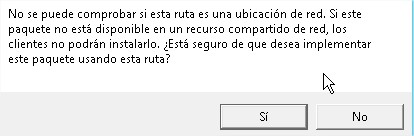 No se puede comprobar si esta ruta es una ubicación de red. Si este
paquete no está disponible en un recurso compartido de red, los
clientes no podrán instalarlo. ¿Está seguro de que desea implementar
este paquete usando esta ruta?
Sí
No